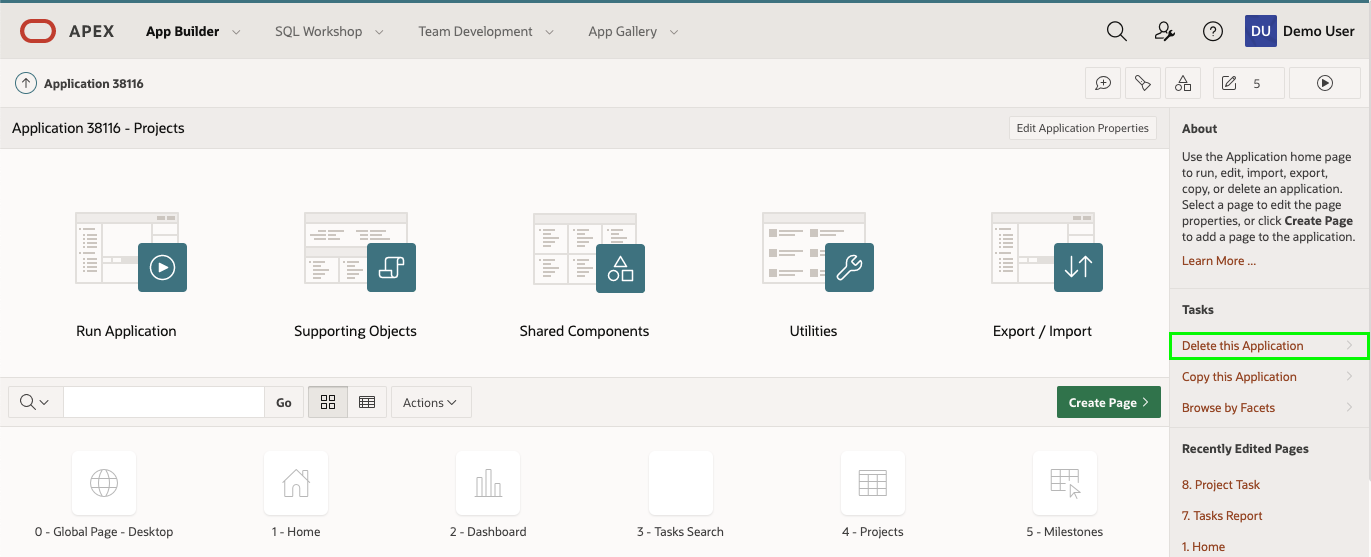 APEX App Builder SQL Workshop Team Development App Gallery DU Demo User
Application 38116 5
Application 38116 - Projects Edit Application Properties
Run Application Supporting Objects Shared Components Utilities Export / Import
Go Actions Create Page
0 - Global Page - Desktop 1 - Home 2 - Dashboard 3 - Tasks Search 4 - Projects 5 - Milestones
About
Use the Application home page
to run, edit, import, export,
copy, or delete an application.
Select a page to edit the page
properties, or click Create Page
to add a page to the application.
Learn More ...
Tasks
Delete this Application
Copy this Application
Browse by Facets
Recently Edited Pages
8. Project Task
7. Tasks Report
1. Home